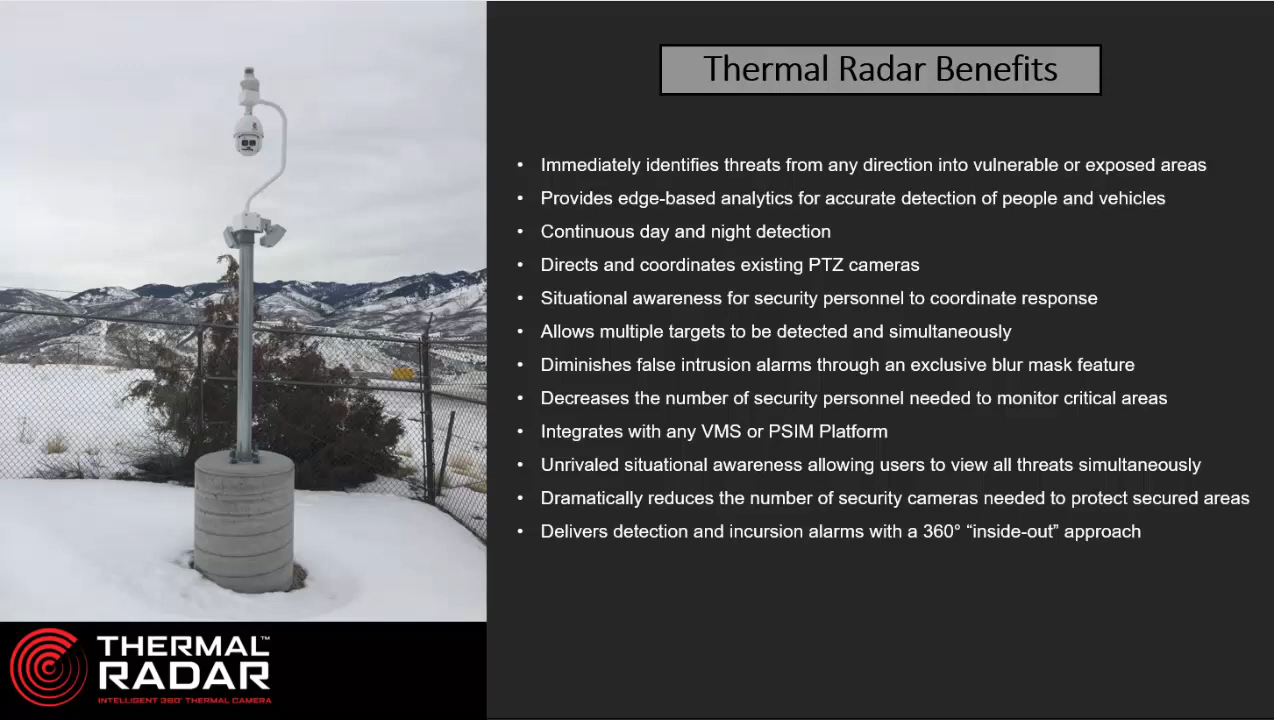 Thermal Radar Benefits
• Immediately identifies threats from any direction into vulnerable or exposed areas
• Provides edge-based analytics for accurate detection of people and vehicles
• Continuous day and night detection
• Directs and coordinates existing PTZ cameras
• Situational awareness for security personnel to coordinate response
• Allows multiple targets to be detected and simultaneously
• Diminishes false intrusion alarms through an exclusive blur mask feature
• Decreases the number of security personnel needed to monitor critical areas
• Integrates with any VMS or PSIM Platform
• Unrivaled situational awareness allowing users to view all threats simultaneously
• Dramatically reduces the number of security cameras needed to protect secured areas
• Delivers detection and incursion alarms with a 360° “inside-out” approach
THERMAL™
RADAR
INTELLIGENT 360° THERMAL CAMERA